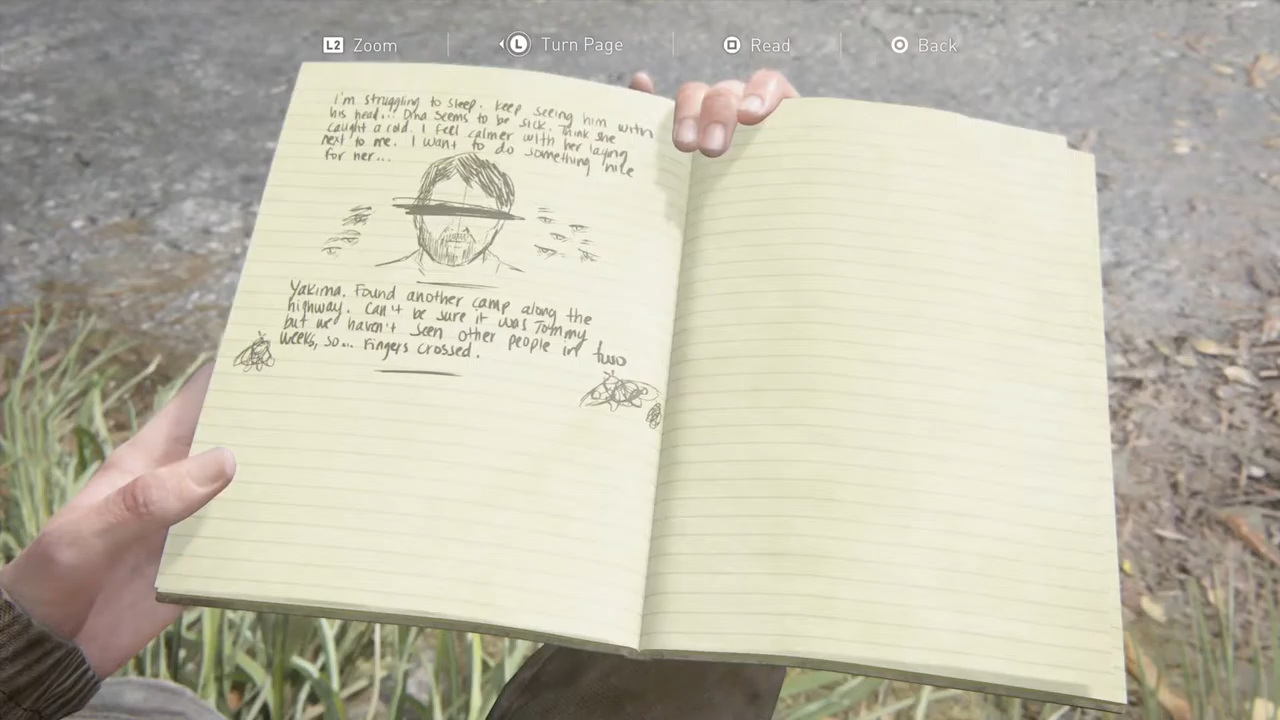 L2 Zoom L Turn Page Read Back
I'm struggling to sleep. Keep seeing him with
his head... Dina seems to be sick. Think she
caught a cold. I feel calmer with her laying
next to me. I want to do something nice
for her...
Yakima. Found another camp along the
highway. Can't be sure it was Tommy
but we haven't seen other people in two
weeks, so... Fingers crossed.